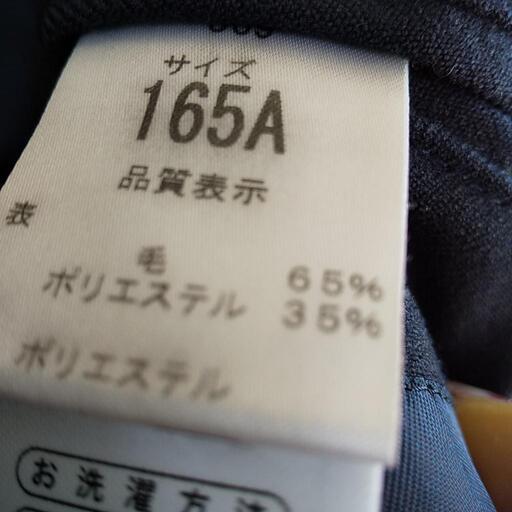 サイズ
165A
品質表示
表
毛 65%
ポリエステル 35%
ポリエステル
お洗濯方法